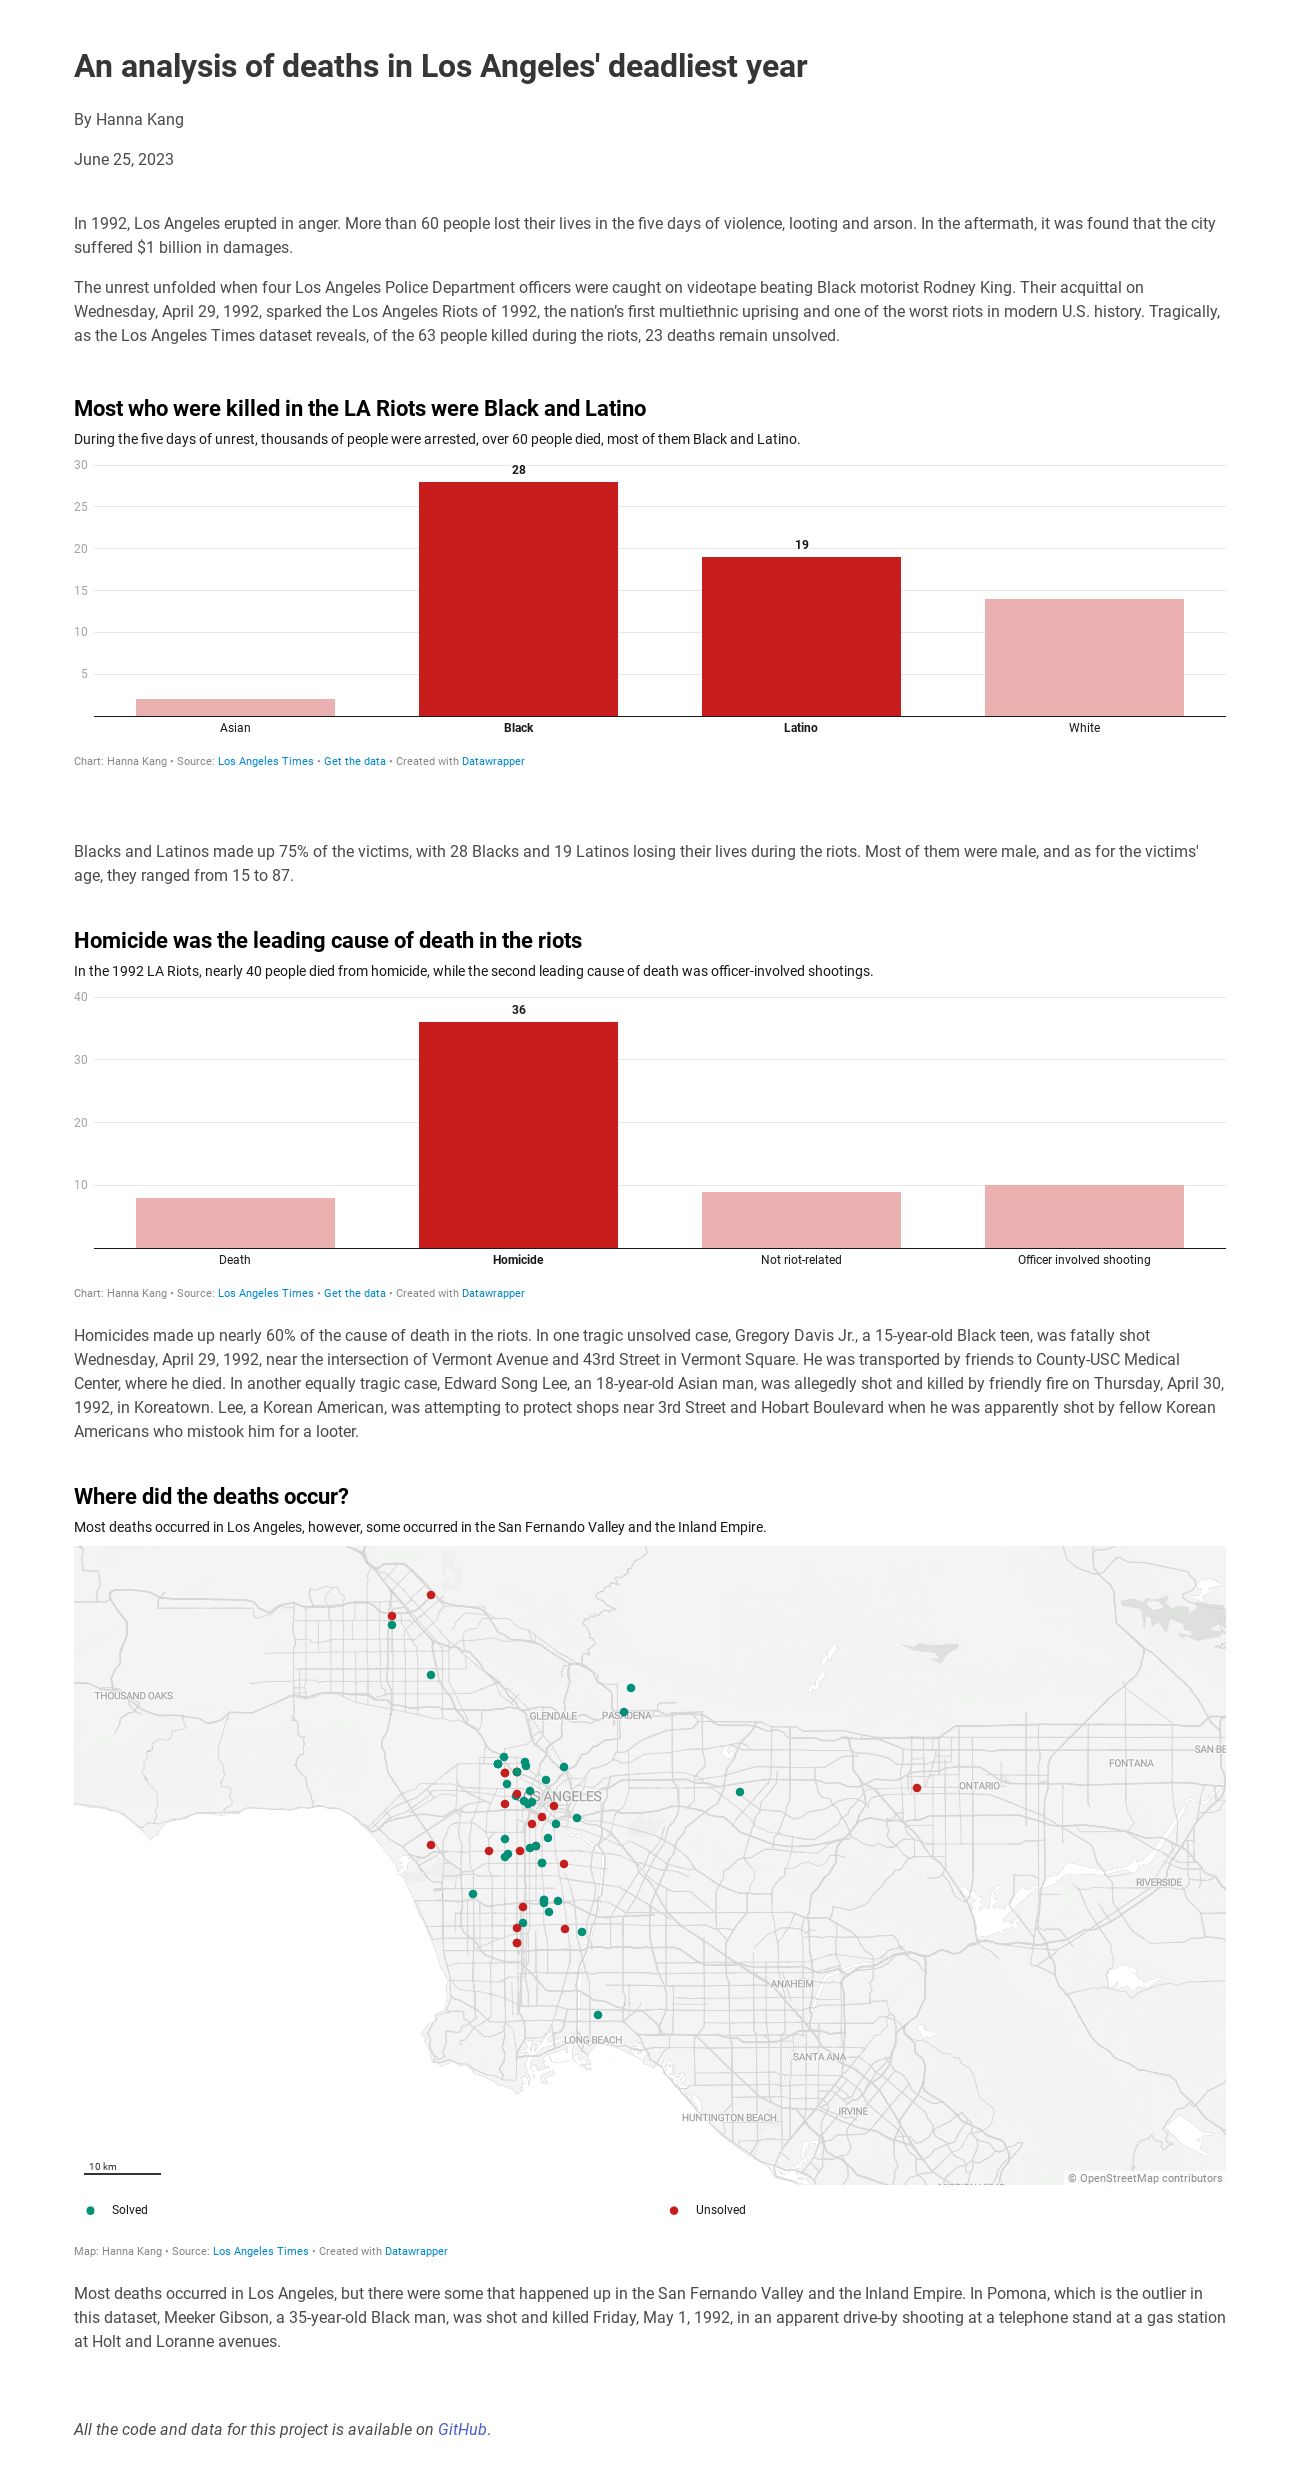 An analysis of deaths in Los Angeles' deadliest year
By Hanna Kang
June 25, 2023
In 1992, Los Angeles erupted in anger. More than 60 people lost their lives in the five days of violence, looting and arson. In the aftermath, it was found that the city
suffered $1 billion in damages.
The unrest unfolded when four Los Angeles Police Department officers were caught on videotape beating Black motorist Rodney King. Their acquittal on
Wednesday, April 29, 1992, sparked the Los Angeles Riots of 1992, the nation’s first multiethnic uprising and one of the worst riots in modern U.S. history. Tragically,
as the Los Angeles Times dataset reveals, of the 63 people killed during the riots, 23 deaths remain unsolved.
Most who were killed in the LA Riots were Black and Latino
During the five days of unrest, thousands of people were arrested, over 60 people died, most of them Black and Latino.
30
28
25
20
19
15
10
5
Asian Black Latino White
Chart: Hanna Kang • Source: Los Angeles Times • Get the data • Created with Datawrapper
Blacks and Latinos made up 75% of the victims, with 28 Blacks and 19 Latinos losing their lives during the riots. Most of them were male, and as for the victims'
age, they ranged from 15 to 87.
Homicide was the leading cause of death in the riots
In the 1992 LA Riots, nearly 40 people died from homicide, while the second leading cause of death was officer-involved shootings.
40
36
30
20
10
Death Homicide Not riot-related Officer involved shooting
Chart: Hanna Kang • Source: Los Angeles Times • Get the data • Created with Datawrapper
Homicides made up nearly 60% of the cause of death in the riots. In one tragic unsolved case, Gregory Davis Jr., a 15-year-old Black teen, was fatally shot
Wednesday, April 29, 1992, near the intersection of Vermont Avenue and 43rd Street in Vermont Square. He was transported by friends to County-USC Medical
Center, where he died. In another equally tragic case, Edward Song Lee, an 18-year-old Asian man, was allegedly shot and killed by friendly fire on Thursday, April 30,
1992, in Koreatown. Lee, a Korean American, was attempting to protect shops near 3rd Street and Hobart Boulevard when he was apparently shot by fellow Korean
Americans who mistook him for a looter.
Where did the deaths occur?
Most deaths occurred in Los Angeles, however, some occurred in the San Fernando Valley and the Inland Empire.
THOUSAND OAKS
GLENDALE
PASADENA
SAN BE
FONTANA
ONTARIO
S ANGELES
RIVERSIDE
ANAHEIM
LONG BEACH
SANTA ANA
IRVINE
HUNTINGTON BEACH
10 km
© OpenStreetMap contributors
Solved Unsolved
Map: Hanna Kang • Source: Los Angeles Times • Created with Datawrapper
Most deaths occurred in Los Angeles, but there were some that happened up in the San Fernando Valley and the Inland Empire. In Pomona, which is the outlier in
this dataset, Meeker Gibson, a 35-year-old Black man, was shot and killed Friday, May 1, 1992, in an apparent drive-by shooting at a telephone stand at a gas station
at Holt and Loranne avenues.
All the code and data for this project is available on GitHub.